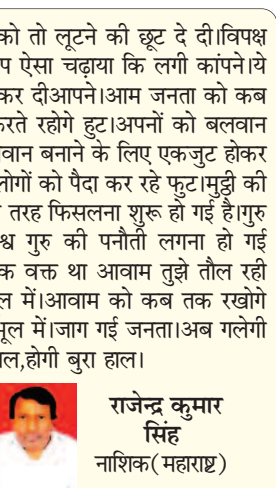 को तो लूटने की छूट दे दी।विपक्ष
ऐसा चढ़ाया कि लगी कांपने।ये
कर दीआपने।आम जनता को कब
रहोगे हुट।अपनों को बलवान
बनाने के लिए एकजुट होकर
लोगों को पैदा कर रहे फुट।मुट्ठी की
तरह फिसलना शुरू हो गई है।गुरु
गुरु की पनौती लगना हो गई
वक्त था आवाम तुझे तौल रही
में।आवाम को कब तक रखोगे
में।जाग गई जनता।अब गलेगी
होगी बुरा हाल।
राजेन्द्र कुमार
सिंह
नाशिक(महाराष्ट्र)